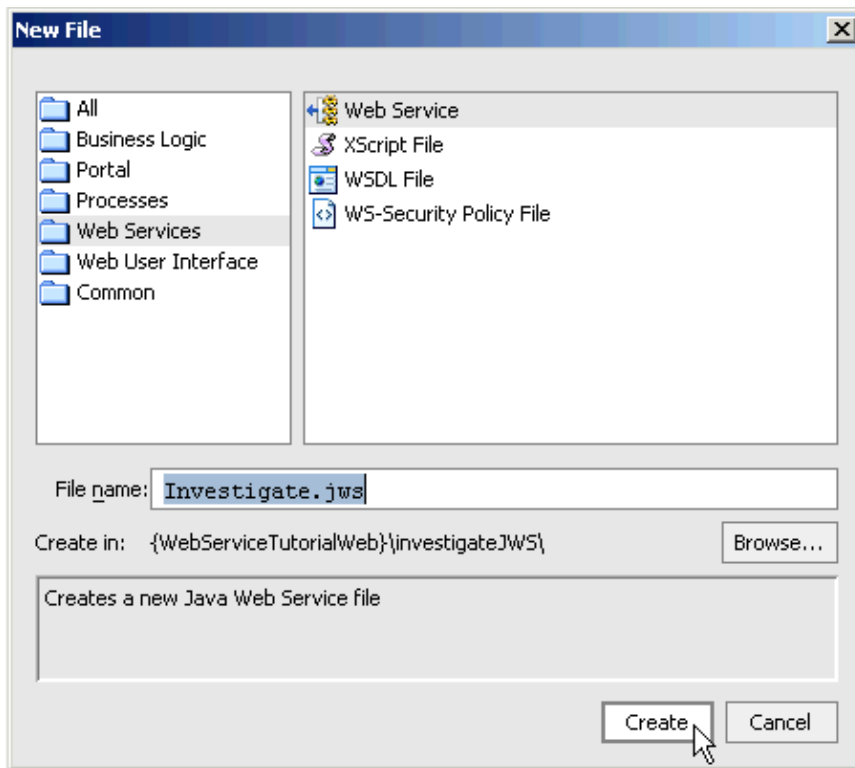 New File
All
Business Logic
Portal
Processes
Web Services
Web User Interface
Common
Web Service
XScript File
WSDL File
WS-Security Policy File
File name: Investigate.jws
Create in: {WebServiceTutorialWeb}\investigateJWS\ Browse...
Creates a new Java Web Service file
Create Cancel